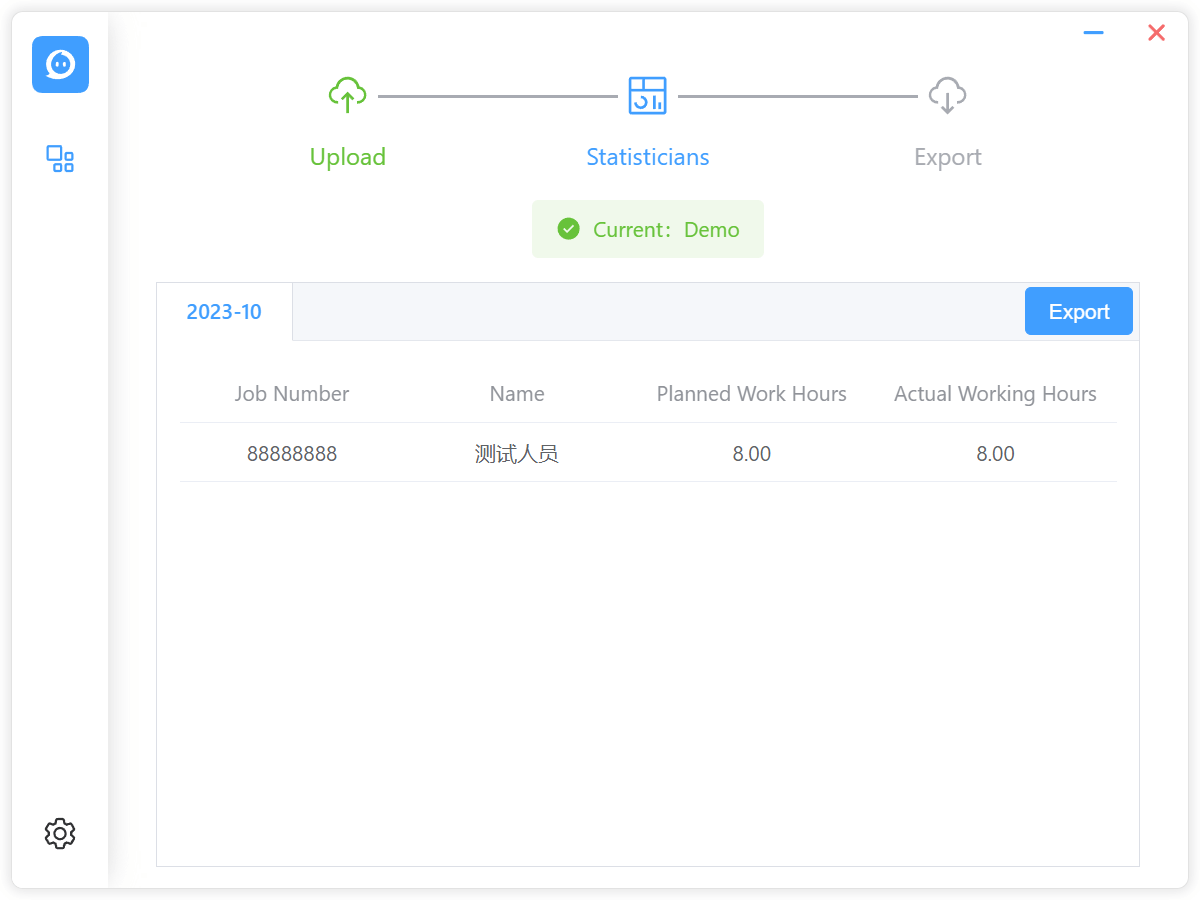 Upload
Statisticians
Export
Current：Demo
2023-10
Export
Job Number Name Planned Work Hours Actual Working Hours
88888888 测试人员 8.00 8.00